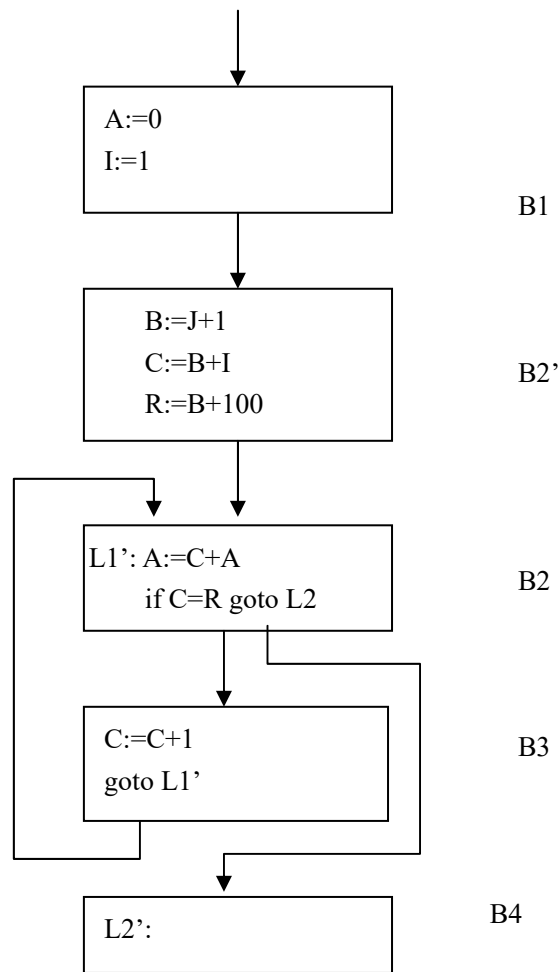 A:=0
I:=1
B1
B:=J+1
C:=B+I
R:=B+100
B2’
L1’: A:=C+A
if C=R goto L2
B2
C:=C+1
goto L1’
B3
L2’:
B4